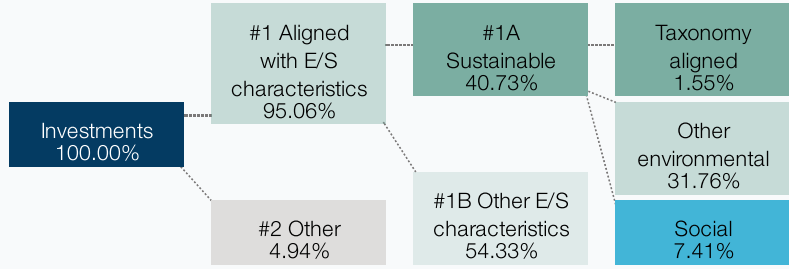 Investments
100.00%
#1 Aligned
with E/S
characteristics
95.06%
#2 Other
4.94%
#1A
Sustainable
40.73%
#1B Other E/S
characteristics
54.33%
Taxonomy
aligned
1.55%
Other
environmental
31.76%
Social
7.41%